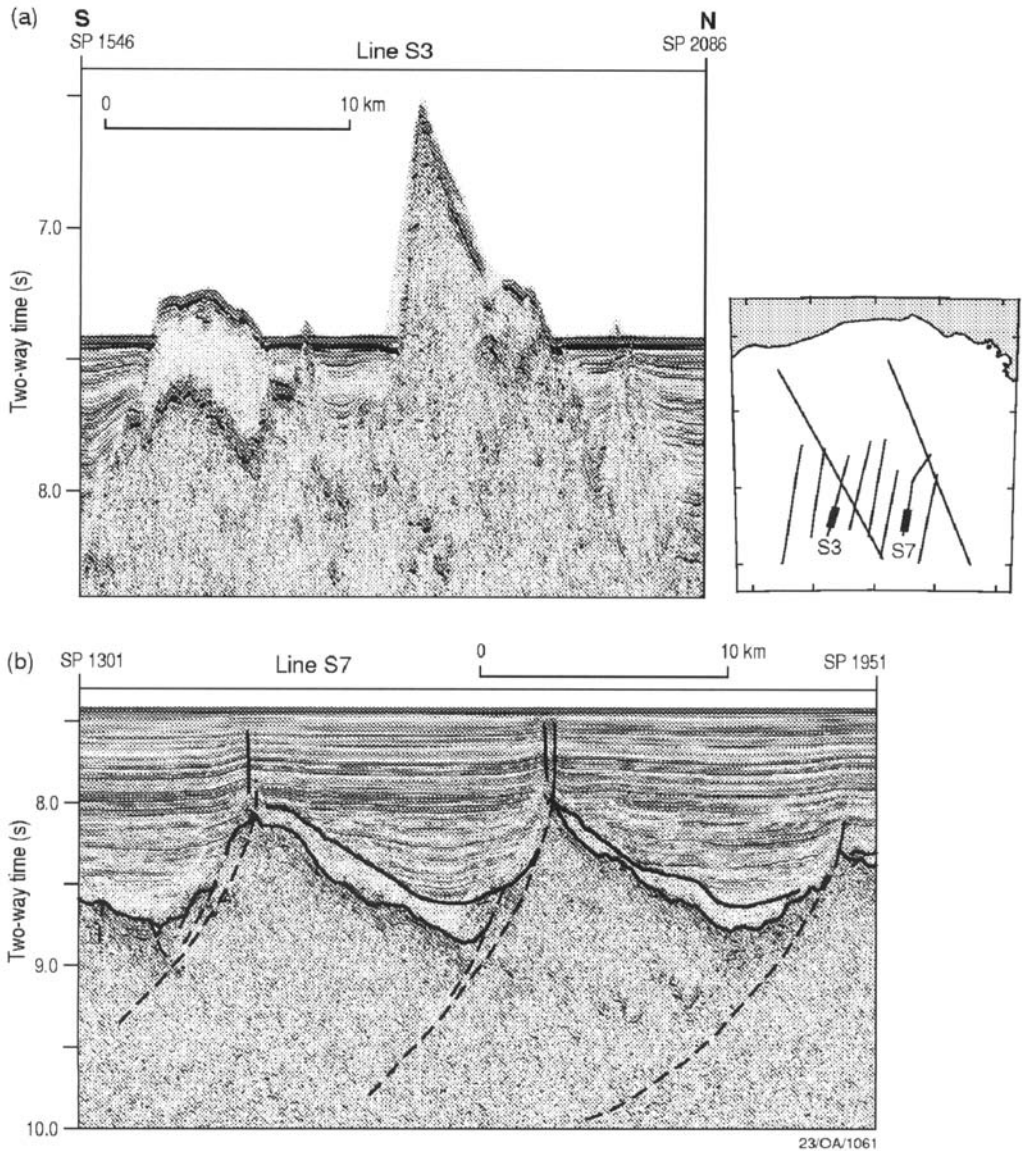 (a)
S
N
SP 1546
SP 2086
Line S3
0
10 km
7.0
Two-way time (s)
8.0
S3
S7
(b)
SP 1301
Line S7
0
10 km
SP 1951
8.0
Two-way time (s)
9.0
10.0
23/OA/1061